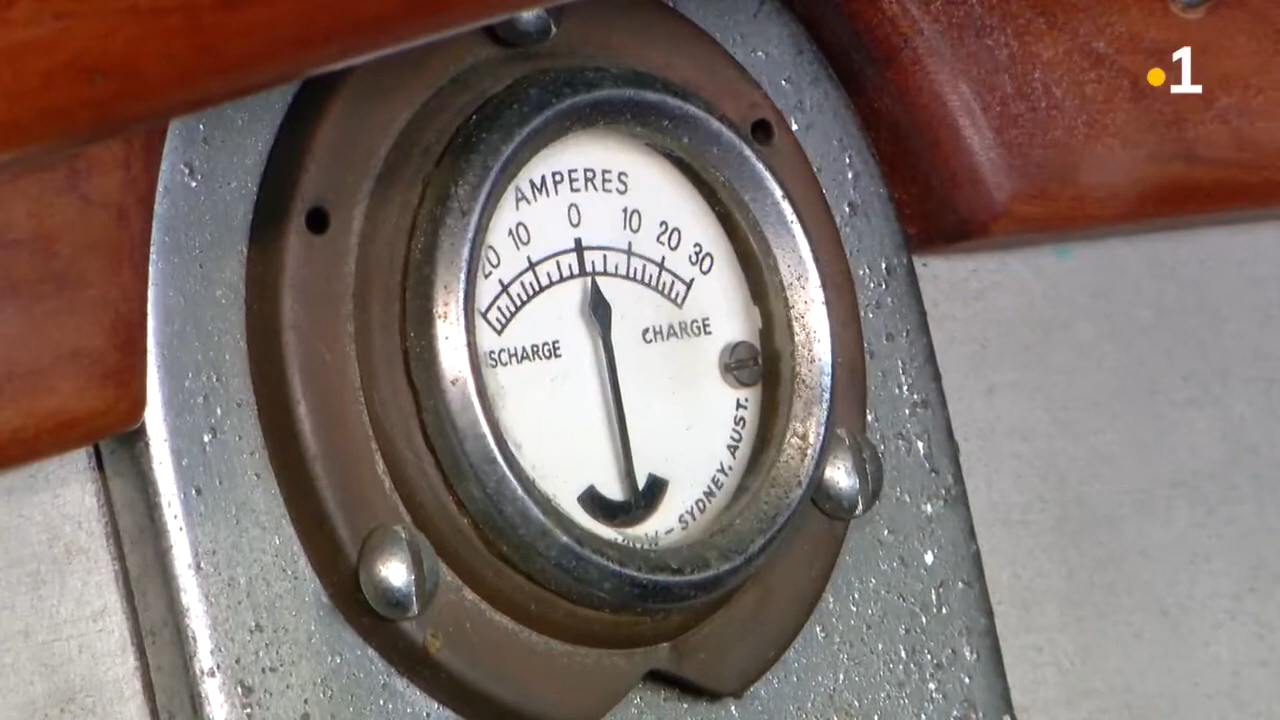 AMPERES
20 10 0 10 20 30
ISCHARGE CHARGE
SYDNEY, AUST.
1